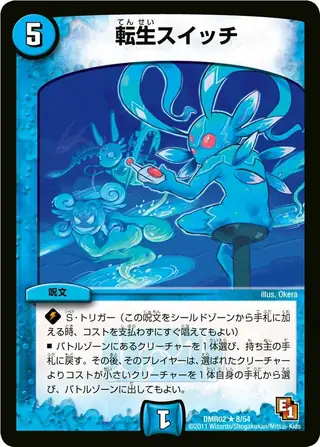 5
てん せい
転生スイッチ
illus. Okera
呪文
S・トリガー（この呪文をシールドゾーンから手札に加
える時、コストを支払わずにすぐ唱えてもよい）
■ バトルゾーンにあるクリーチャーを１体選び、持ち主の手
札に戻す。その後、そのプレイヤーは、選ばれたクリーチャー
よりコストが小さいクリーチャーを１体自身の手札から選
び、バトルゾーンに出してもよい。
1
E1
DMR02 ★ 8/54
©2011 Wizards/Shogakukan/Mitsui-Kids